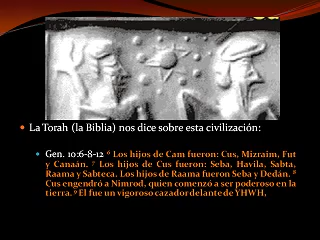 La Torah (la Biblia) nos dice sobre esta civilización:
Gen. 10:6-8-12 6 Los hijos de Cam fueron: Cus, Mizraim, Fut
y Canaán. 7 Los hijos de Cus fueron: Seba, Havila, Sabta,
Raama y Sabteca. Los hijos de Raama fueron Seba y Dedán. 8
Cus engendró a Nimrod, quien comenzó a ser poderoso en la
tierra. 9 El fue un vigoroso cazador delante de YHWH,